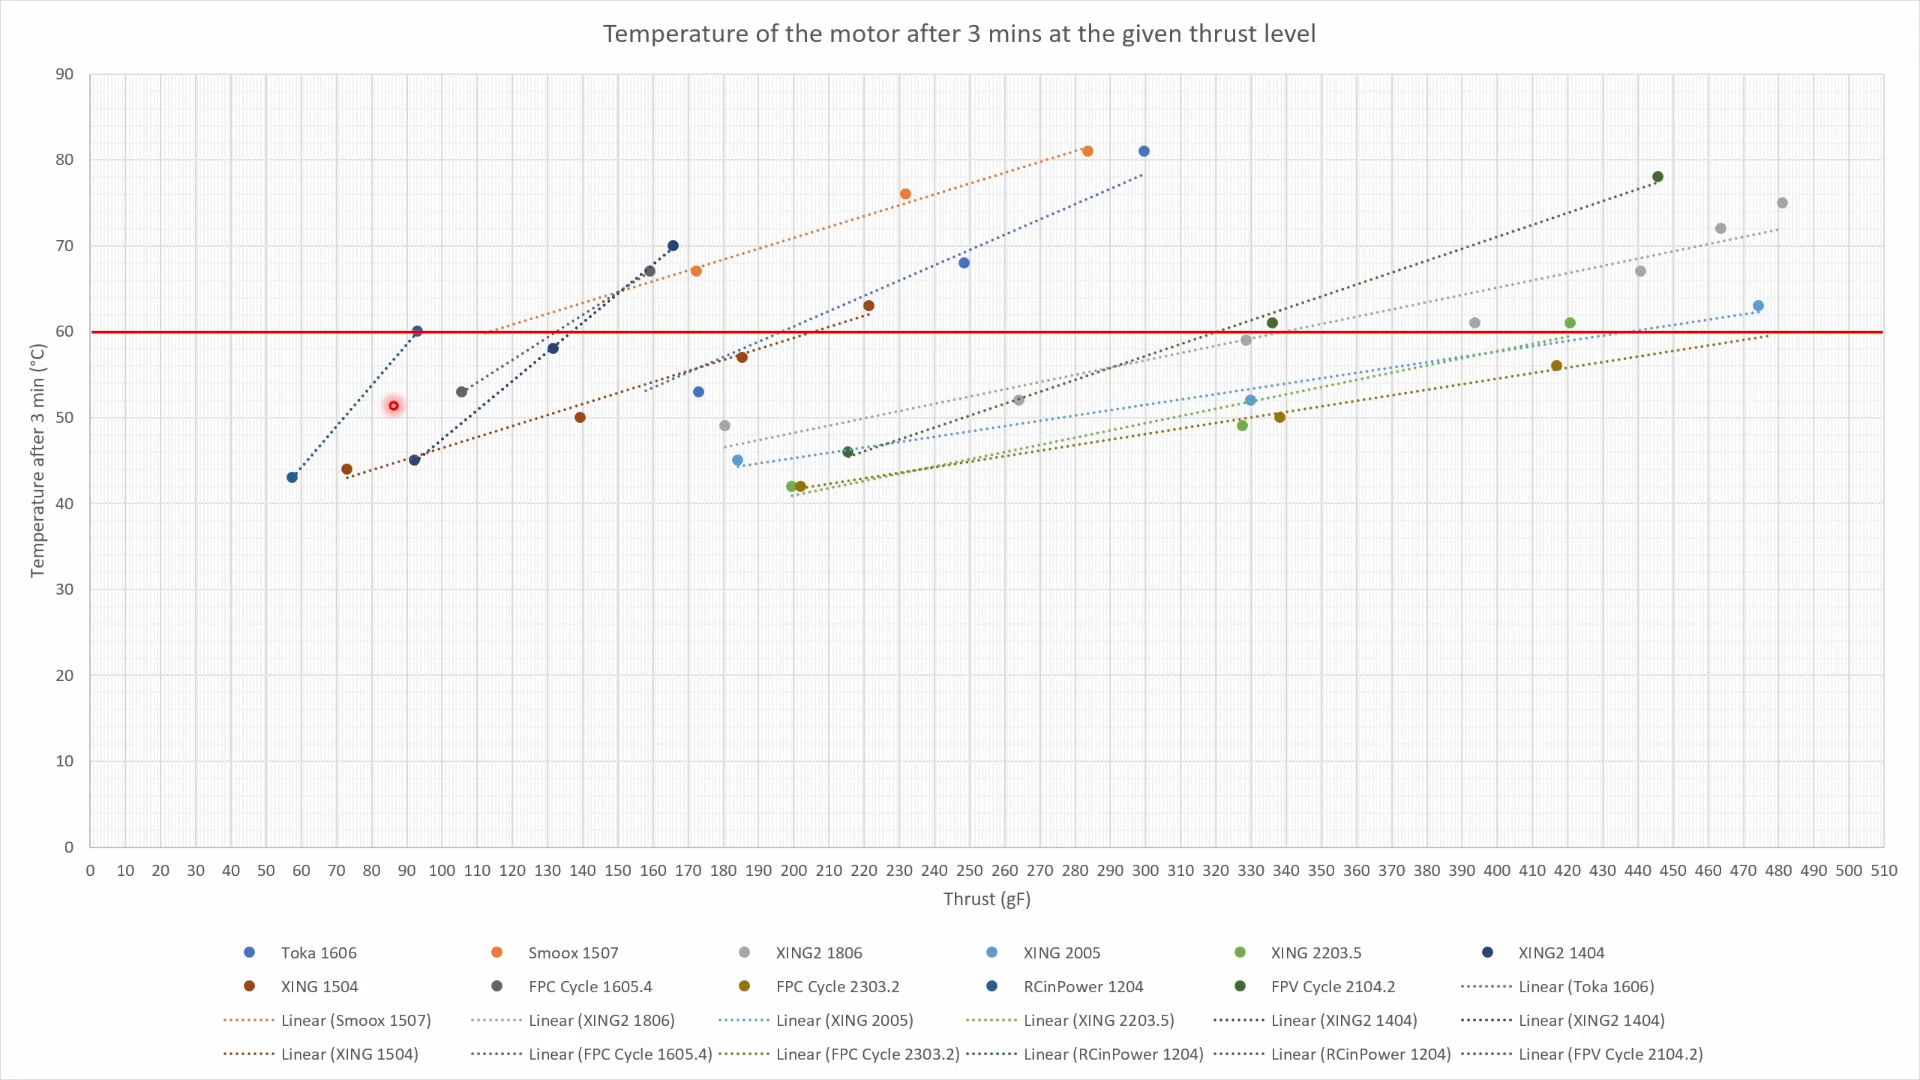 Temperature of the motor after 3 mins at the given thrust level
90
80
70
60
50
40
30
20
10
0
Temperature after 3 min (°C)
0 10 20 30 40 50 60 70 80 90 100 110 120 130 140 150 160 170 180 190 200 210 220 230 240 250 260 270 280 290 300 310 320 330 340 350 360 370 380 390 400 410 420 430 440 450 460 470 480 490 500 510
Thrust (gF)
Toka 1606 Smoox 1507 XING2 1806 XING 2005 XING 2203.5 XING2 1404
XING 1504 FPC Cycle 1605.4 FPC Cycle 2303.2 RCinPower 1204 FPV Cycle 2104.2 Linear (Toka 1606)
Linear (Smoox 1507) Linear (XING2 1806) Linear (XING 2005) Linear (XING 2203.5) Linear (XING2 1404) Linear (XING2 1404)
Linear (XING 1504) Linear (FPC Cycle 1605.4) Linear (FPC Cycle 2303.2) Linear (RCinPower 1204) Linear (RCinPower 1204) Linear (FPV Cycle 2104.2)